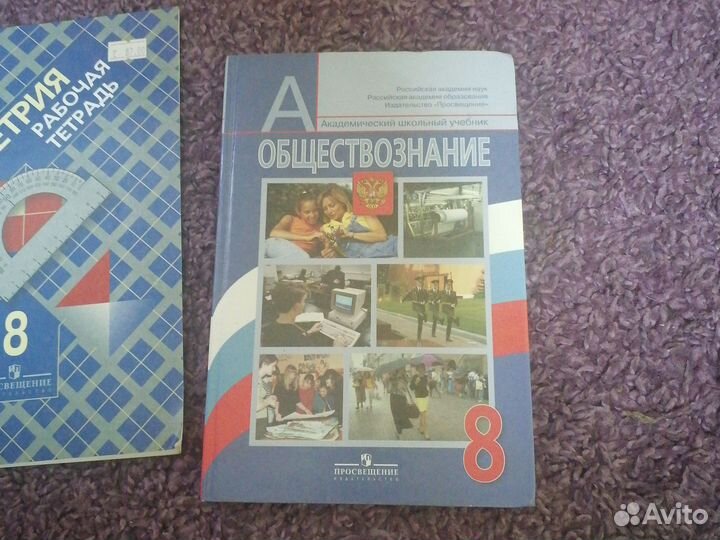 ЕТРИЯ
РАБОЧАЯ
ТЕТРАДЬ
8
СВЕЩЕНИЕ
А
Российская академия наук
Российская академия образования
Издательство «Просвещение»
Академический школьный учебник
ОБЩЕСТВОЗНАНИЕ
8
ПРОСВЕЩЕНИЕ
ИЗДАТЕЛЬСТВО
Avito